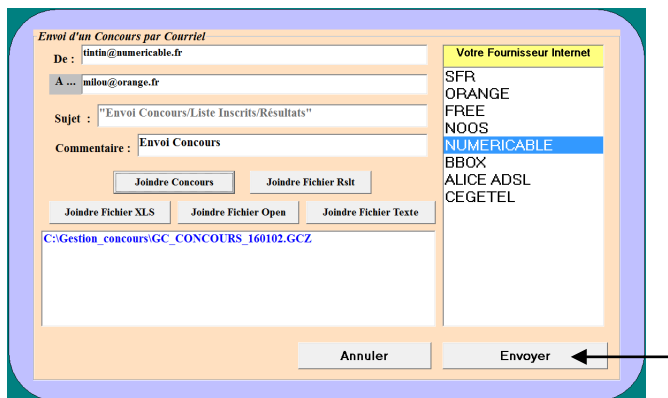 Envoi d'un Concours par Courriel
De : tintin@numericable.fr
A ... milou@orange.fr
Sujet : "Envoi Concours/Liste Inscrits/Résultats"
Commentaire : Envoi Concours
Joindre Concours Joindre Fichier Rslt
Joindre Fichier XLS Joindre Fichier Open Joindre Fichier Texte
C:\Gestion_concours\GC_CONCOURS_160102.GCZ
Votre Fournisseur Internet
SFR
ORANGE
FREE
NOOS
NUMERICABLE
BBOX
ALICE ADSL
CEGETEL
Annuler Envoyer